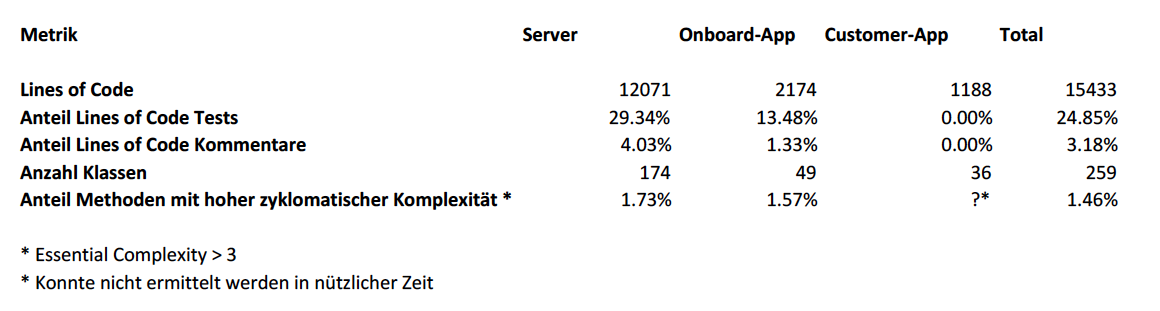 Metrik Server Onboard-App Customer-App Total
Lines of Code 12071 2174 1188 15433
Anteil Lines of Code Tests 29.34% 13.48% 0.00% 24.85%
Anteil Lines of Code Kommentare 4.03% 1.33% 0.00% 3.18%
Anzahl Klassen 174 49 36 259
Anteil Methoden mit hoher zyklomatischer Komplexität * 1.73% 1.57% ?* 1.46%
* Essential Complexity > 3
* Konnte nicht ermittelt werden in nützlicher Zeit